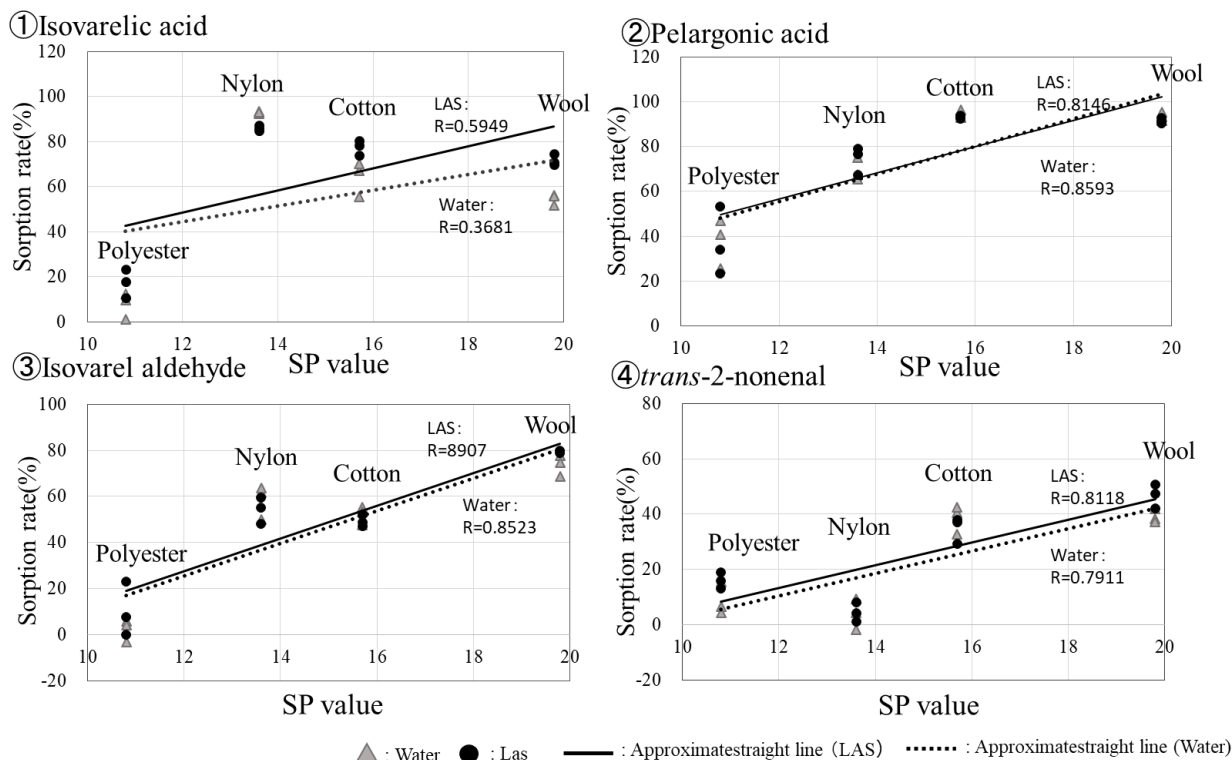 ①Isovarelic acid
120
100
80
60
40
20
0
Sorption rate(%)
Nylon
Cotton
Wool
Polyester
LAS:
R=0.5949
Water:
R=0.3681
10 12 14 16 18 20
SP value
②Pelargonic acid
120
100
80
60
40
20
0
Sorption rate(%)
Polyester
Nylon
Cotton
Wool
LAS:
R=0.8146
Water:
R=0.8593
10 12 14 16 18 20
SP value
③Isovarel aldehyde
100
80
60
40
20
0
-20
Sorption rate(%)
Polyester
Nylon
Cotton
Wool
LAS:
R=8907
Water:
R=0.8523
10 12 14 16 18 20
SP value
④trans-2-nonenal
80
60
40
20
0
-20
Sorption rate(%)
Polyester
Nylon
Cotton
Wool
LAS:
R=0.8118
Water:
R=0.7911
10 12 14 16 18 20
SP value
: Water : Las : Approximatestraight line (LAS) : Approximatestraight line (Water)